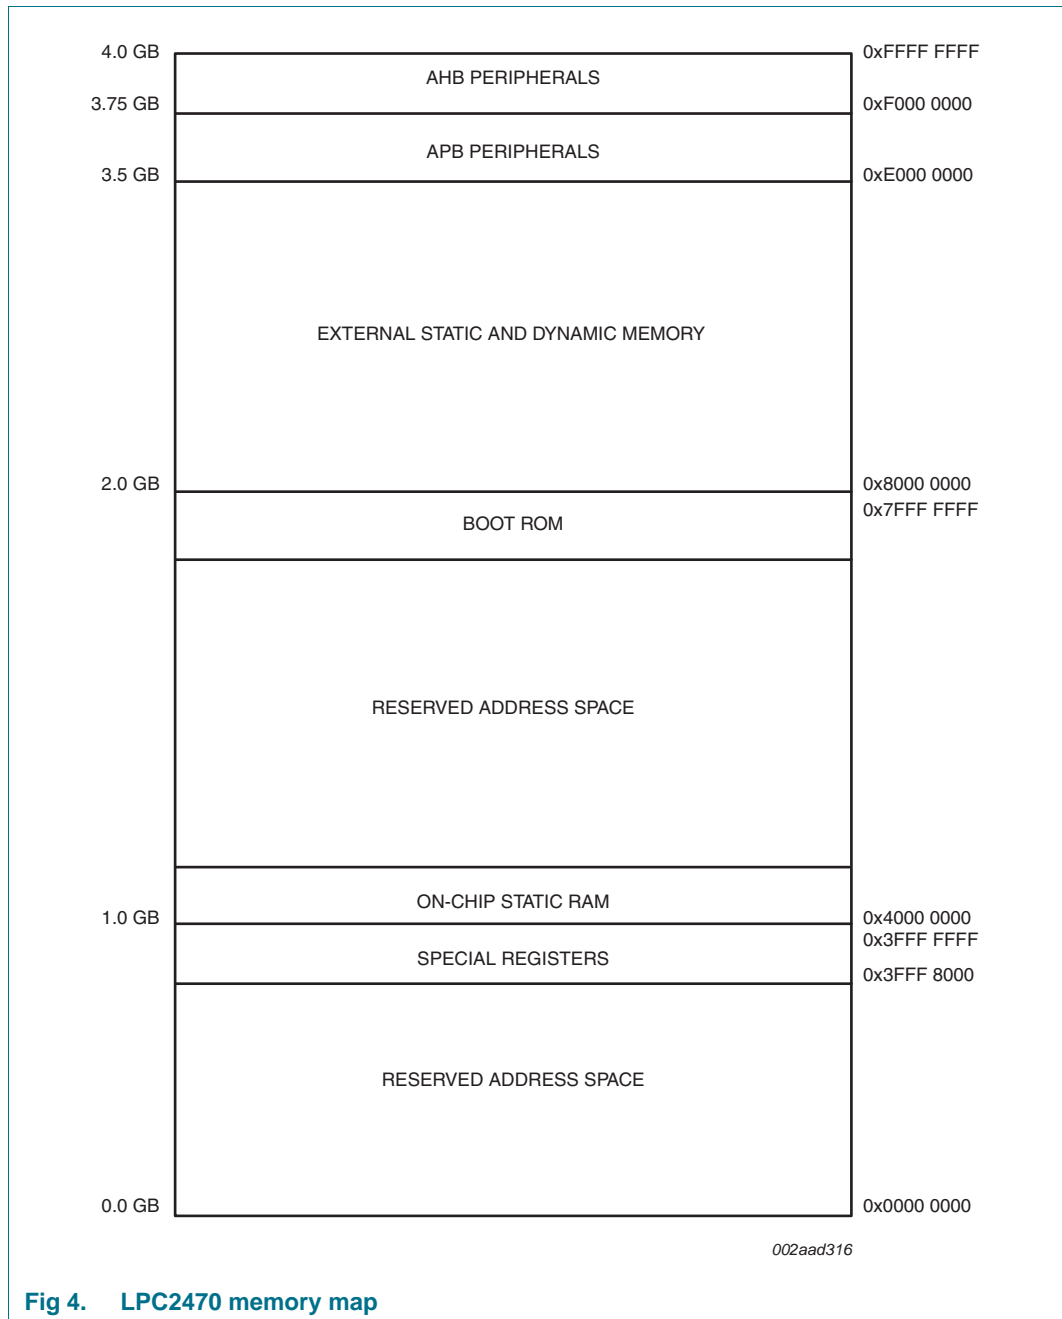 4.0 GB
0xFFFF FFFF
AHB PERIPHERALS
3.75 GB
0xF000 0000
APB PERIPHERALS
3.5 GB
0xE000 0000
EXTERNAL STATIC AND DYNAMIC MEMORY
2.0 GB
0x8000 0000
0x7FFF FFFF
BOOT ROM
RESERVED ADDRESS SPACE
ON-CHIP STATIC RAM
1.0 GB
0x4000 0000
0x3FFF FFFF
SPECIAL REGISTERS
0x3FFF 8000
RESERVED ADDRESS SPACE
0.0 GB
0x0000 0000
002aad316
Fig 4. LPC2470 memory map